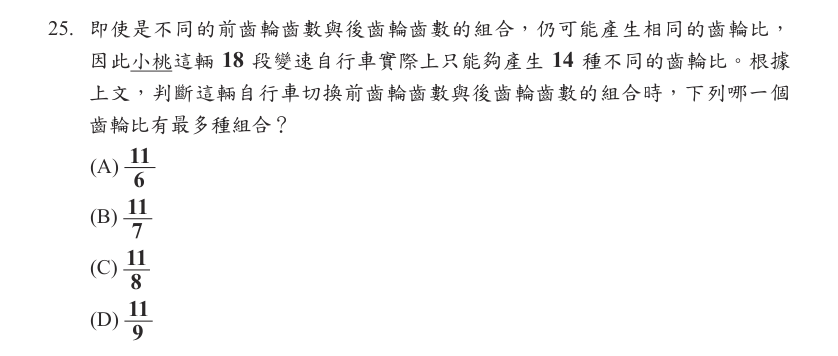 25. 即使是不同的前齒輪齒數與後齒輪齒數的組合，仍可能產生相同的齒輪比，
因此小桃這輛 18 段變速自行車實際上只能夠產生 14 種不同的齒輪比。根據
上文，判斷這輛自行車切換前齒輪齒數與後齒輪齒數的組合時，下列哪一個
齒輪比有最多種組合？
(A) 11/6
(B) 11/7
(C) 11/8
(D) 11/9